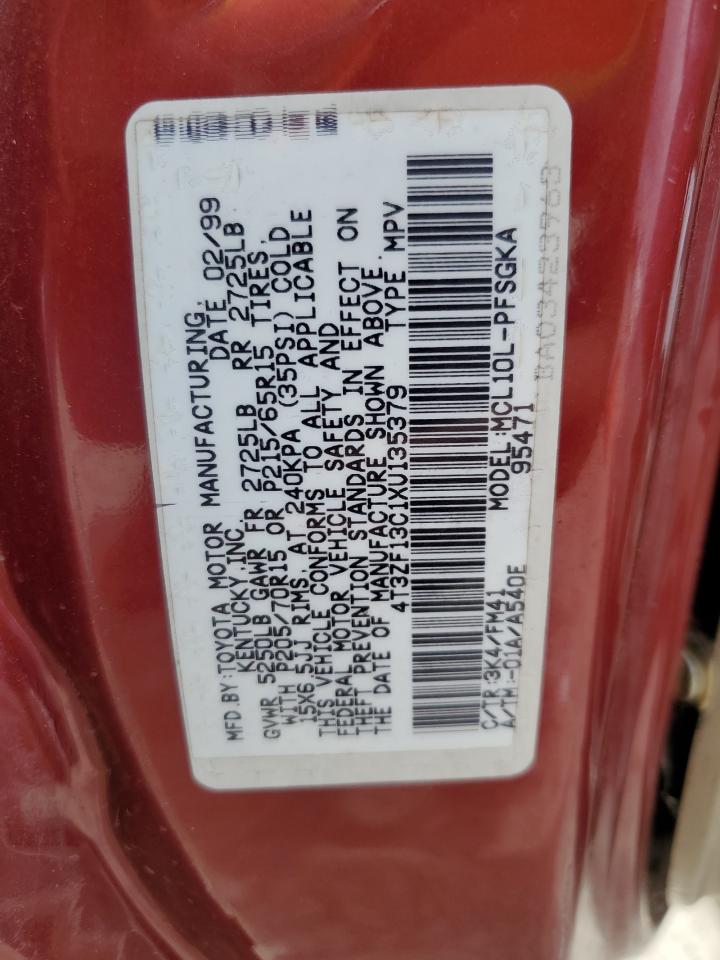 MFD.BY:TOYOTA MOTOR MANUFACTURING,
KENTUCKY,INC. DATE 02/99
GVWR 5250LB GAWR FR 2725LB RR 2725LB
WITH P205/70R15 OR P215/65R15 TIRES,
15X6.5JJ RIMS, AT 240KPA (35PSI) COLD
THIS VEHICLE CONFORMS TO ALL APPLICABLE
FEDERAL MOTOR VEHICLE SAFETY AND
THEFT PREVENTION STANDARDS IN EFFECT ON
THE DATE OF MANUFACTURE SHOWN ABOVE.
4T3ZF13C1XU135379 TYPE MPV
C/TR:3K4/FM41 MODEL:MCL10L-PFSGKA
A/TM:-01A/A540E 95471
BA03423963